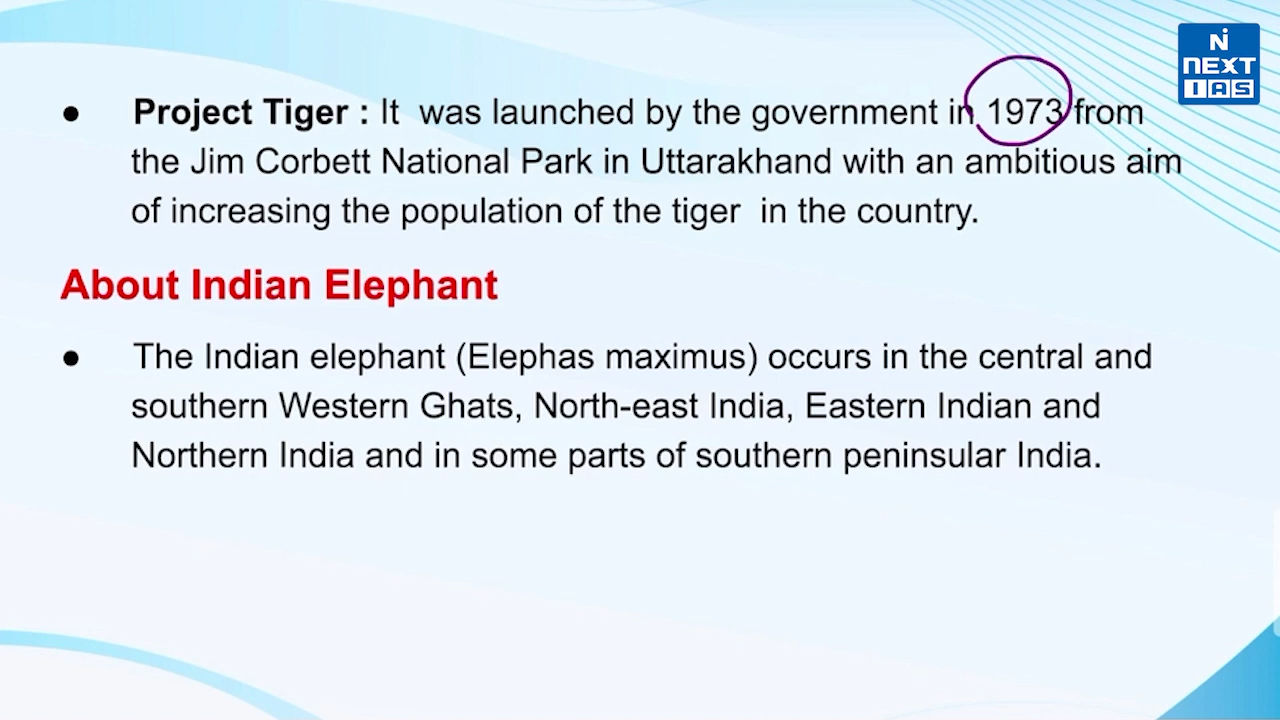 NEXT
IAS
● Project Tiger : It was launched by the government in 1973 from
the Jim Corbett National Park in Uttarakhand with an ambitious aim
of increasing the population of the tiger in the country.
About Indian Elephant
● The Indian elephant (Elephas maximus) occurs in the central and
southern Western Ghats, North-east India, Eastern Indian and
Northern India and in some parts of southern peninsular India.